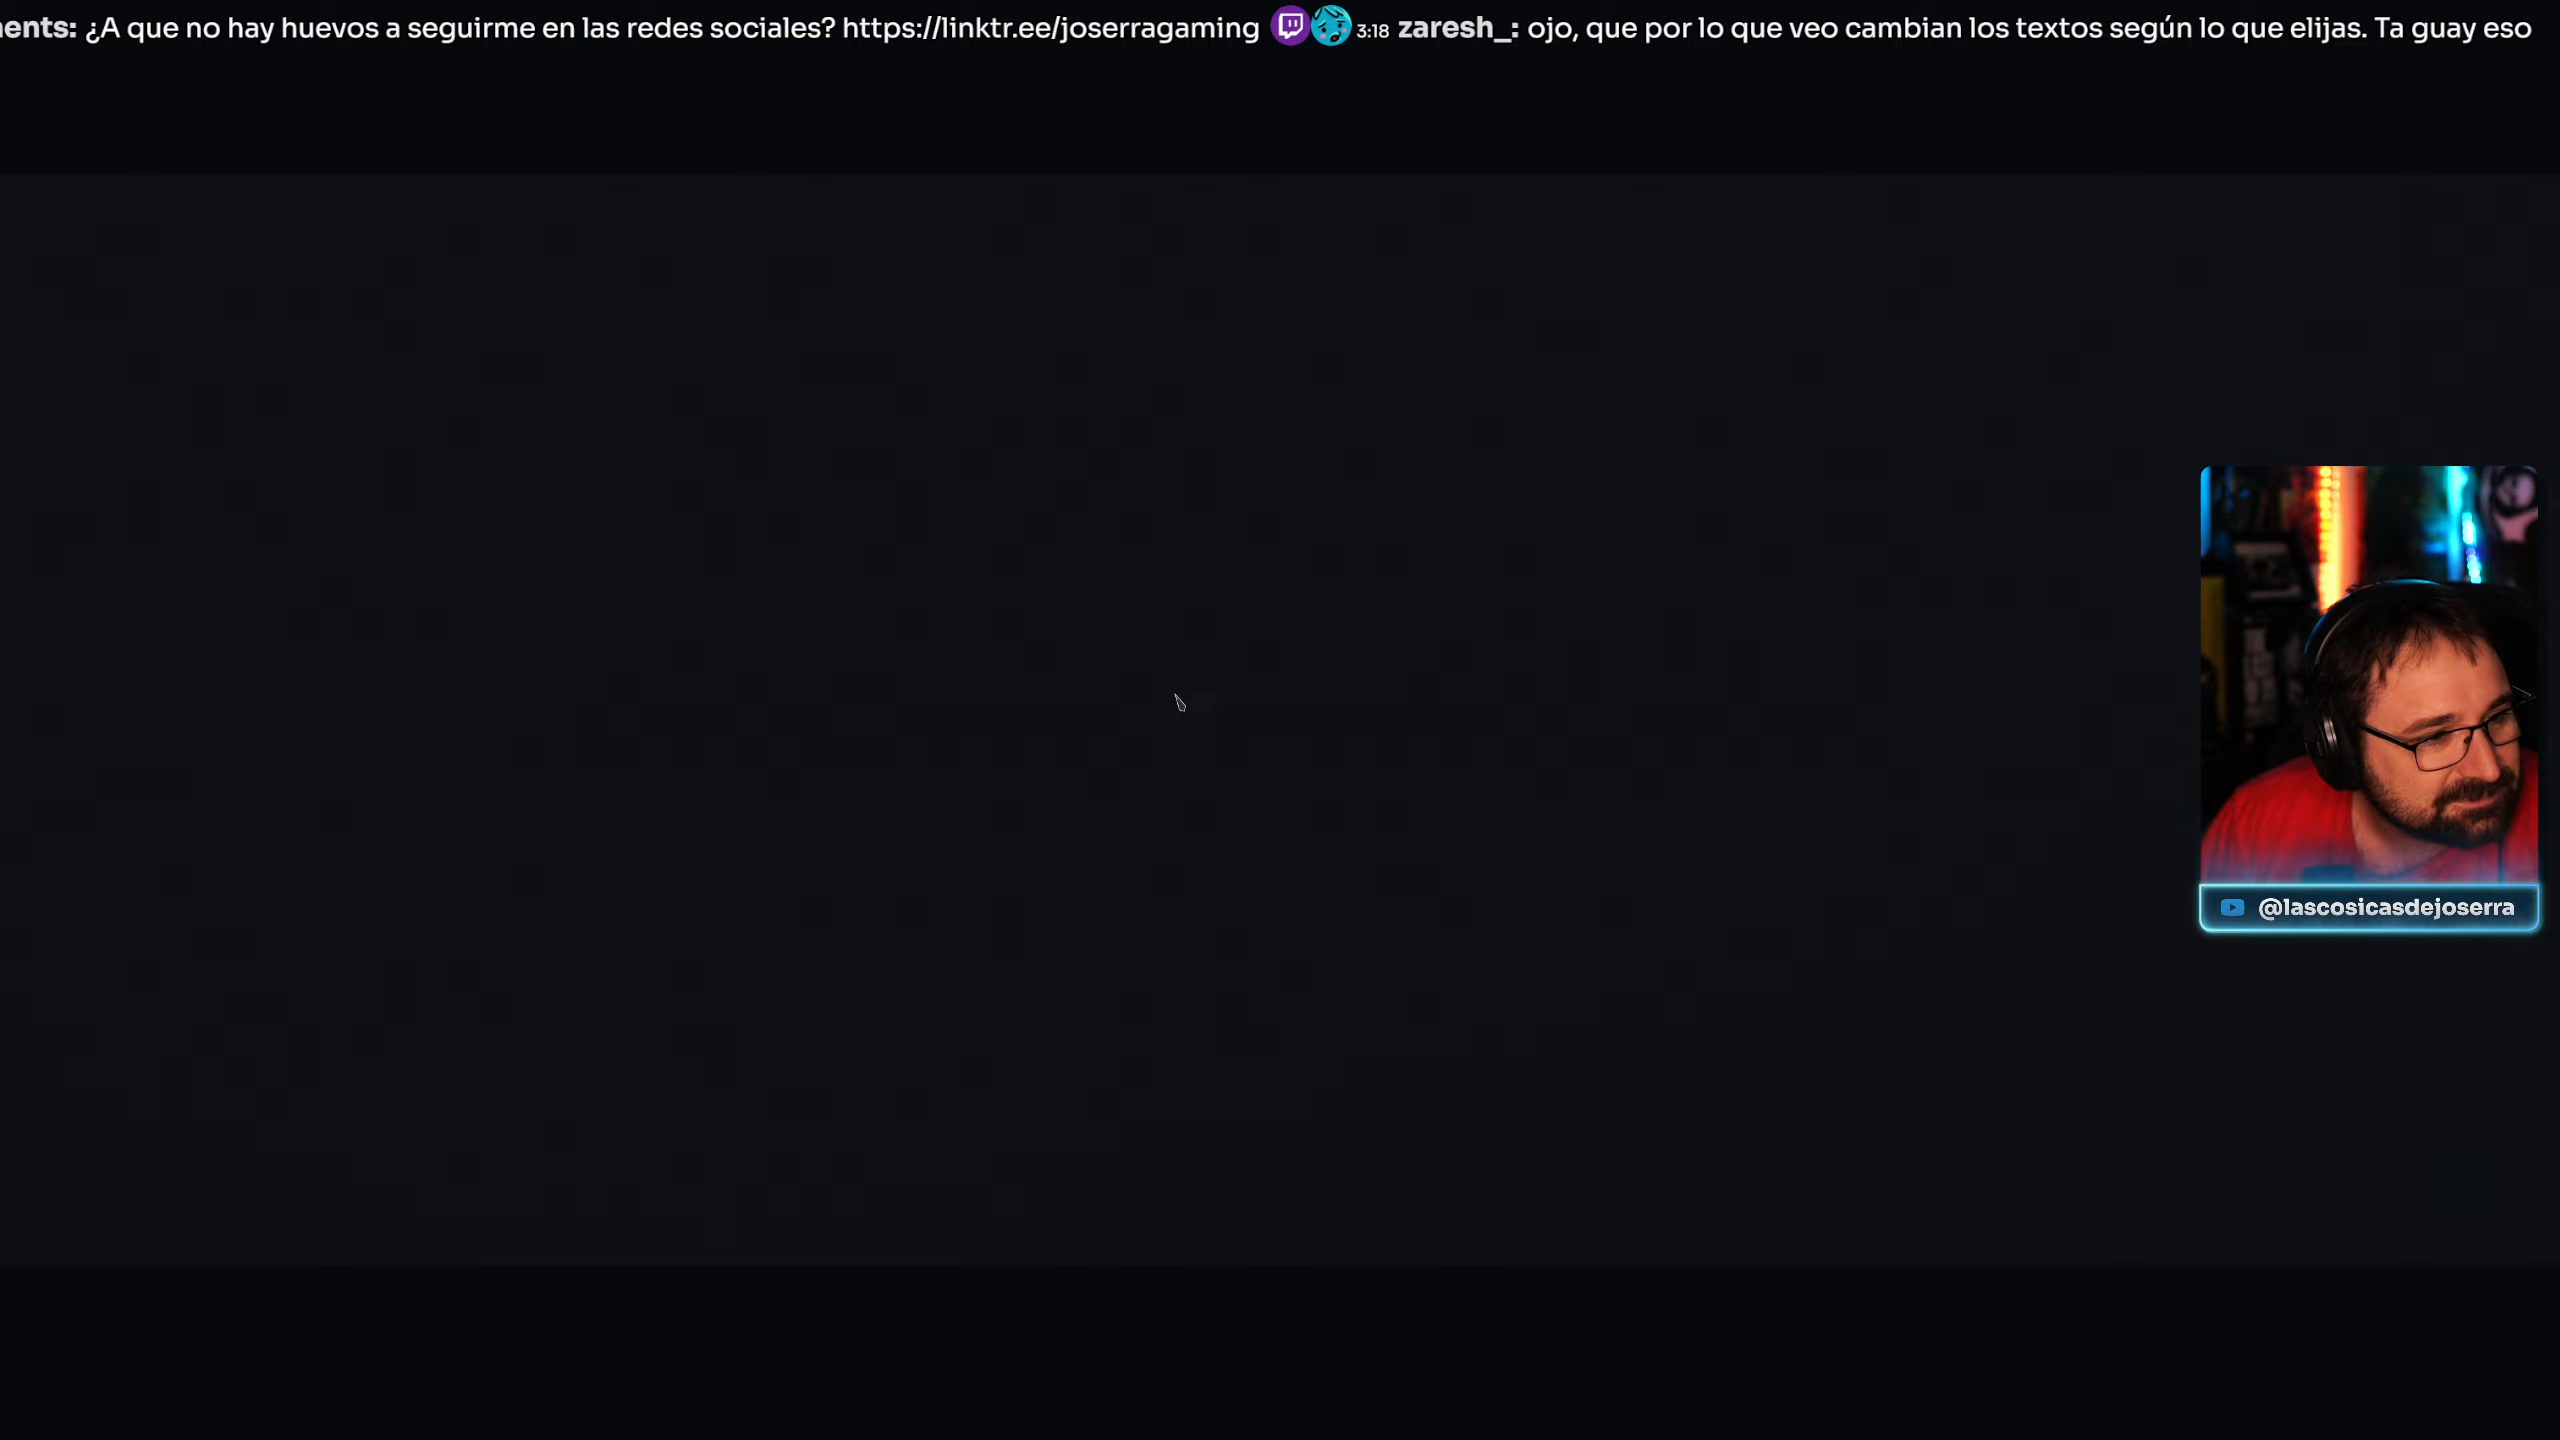 ents: ¿A que no hay huevos a seguirme en las redes sociales? https://linktr.ee/joserragaming 3:18 zaresh_: ojo, que por lo que veo cambian los textos según lo que elijas. Ta guay eso
@lascosicasdejoserra